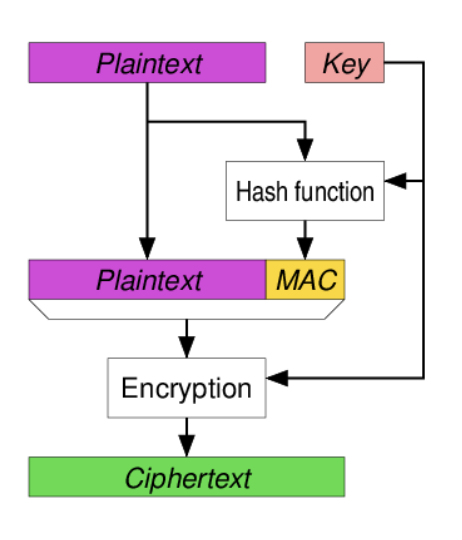 Plaintext
Key
Hash function
Plaintext
MAC
Encryption
Ciphertext